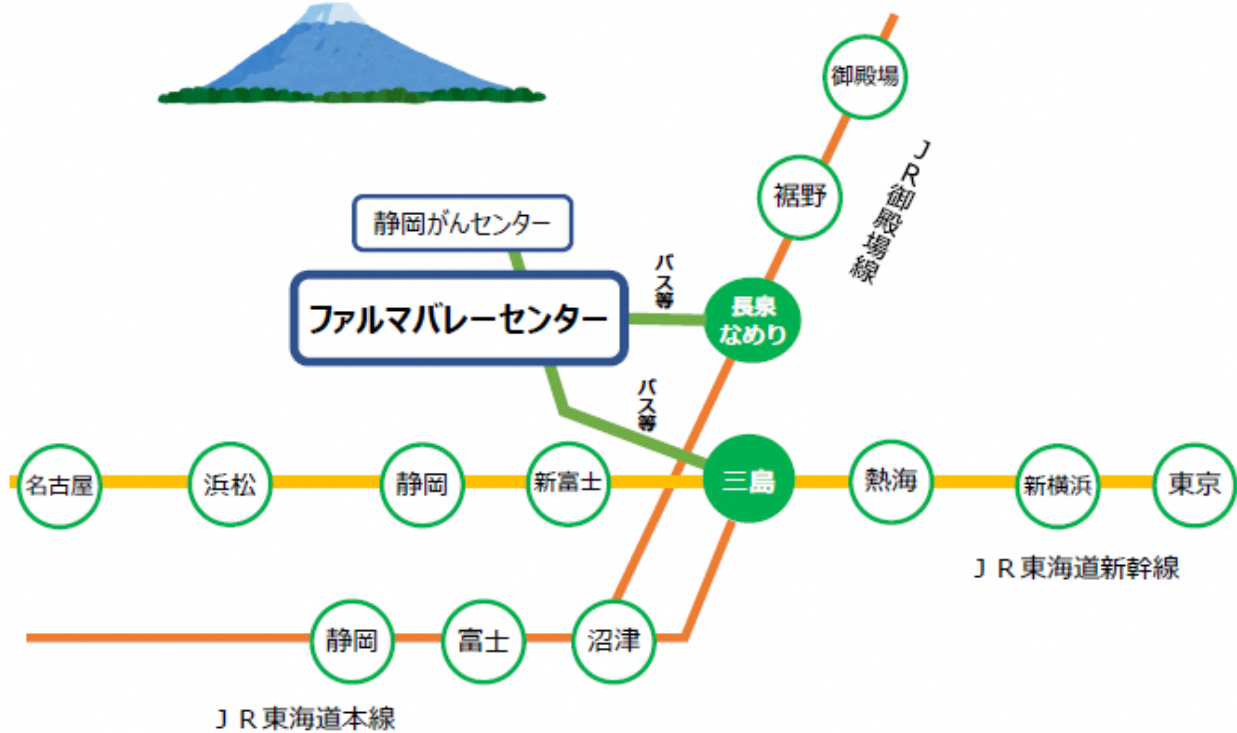 御殿場
JR御殿場線
裾野
静岡がんセンター
バス等
ファルマバレーセンター
長泉
なめり
バス等
名古屋
浜松
静岡
新富士
三島
熱海
新横浜
東京
JR東海道新幹線
静岡
富士
沼津
JR東海道本線